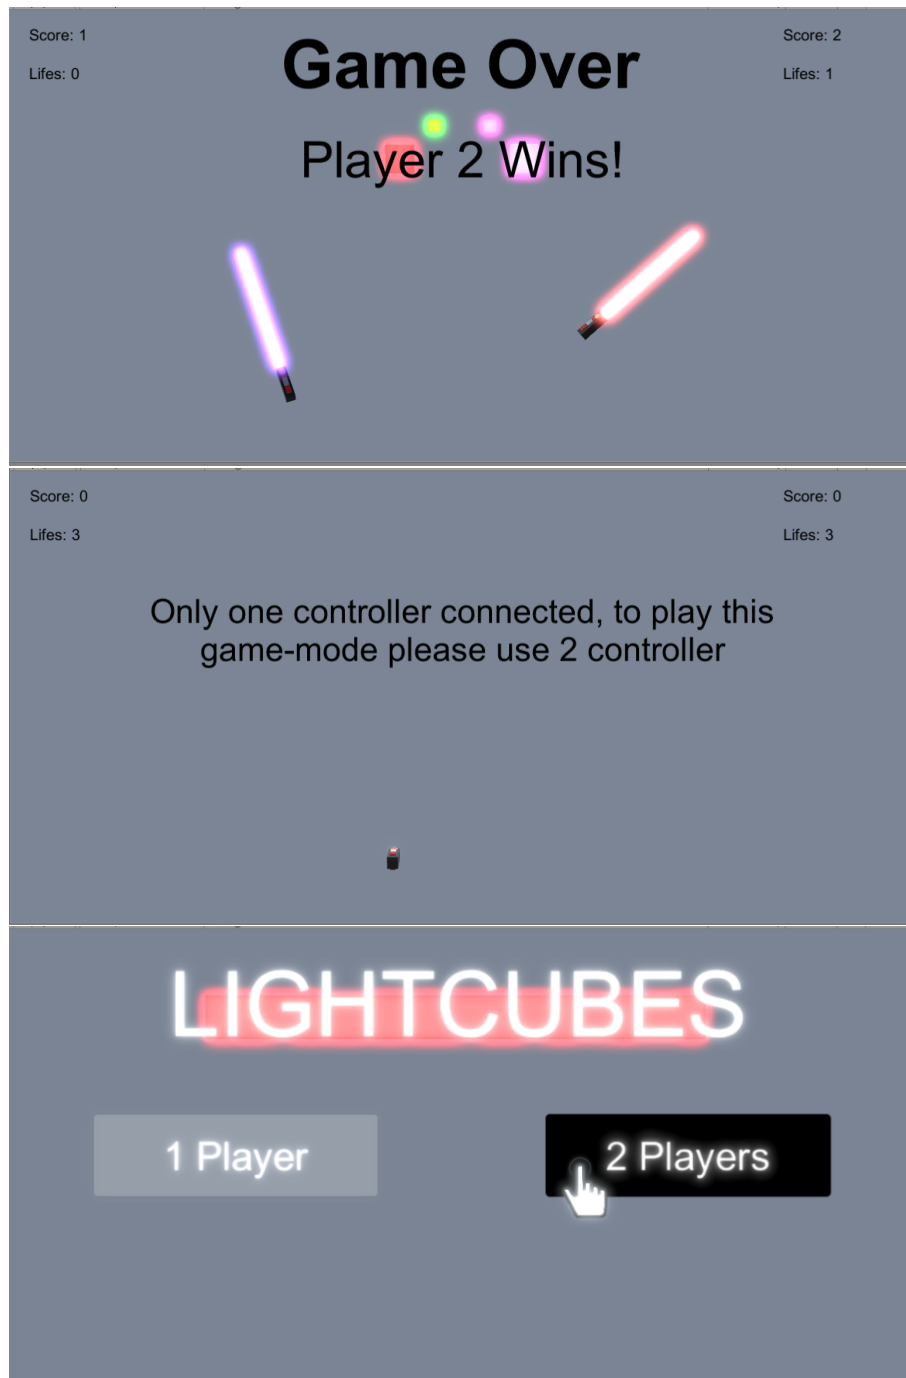 Score: 1
Score: 2
Game Over
Lifes: 0
Lifes: 1
Player 2 Wins!
Score: 0
Score: 0
Lifes: 3
Lifes: 3
Only one controller connected, to play this
game-mode please use 2 controller
LIGHTCUBES
1 Player
2 Players